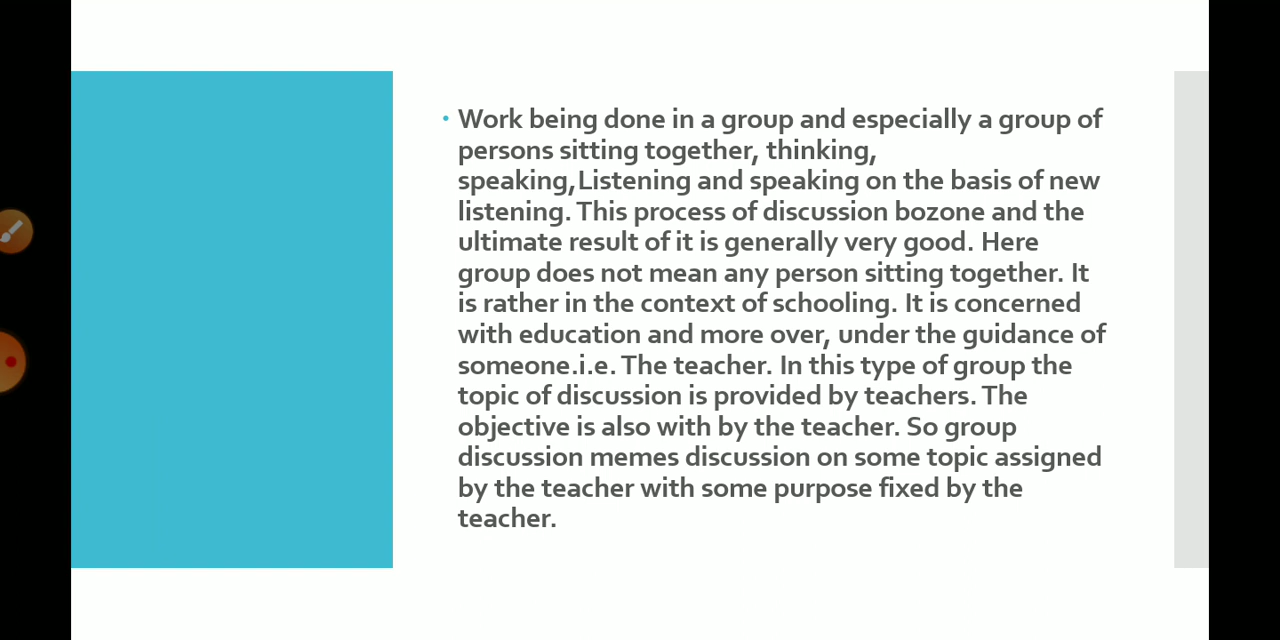 • Work being done in a group and especially a group of
persons sitting together, thinking,
speaking,Listening and speaking on the basis of new
listening. This process of discussion bozone and the
ultimate result of it is generally very good. Here
group does not mean any person sitting together. It
is rather in the context of schooling. It is concerned
with education and more over, under the guidance of
someone.i.e. The teacher. In this type of group the
topic of discussion is provided by teachers. The
objective is also with by the teacher. So group
discussion memes discussion on some topic assigned
by the teacher with some purpose fixed by the
teacher.